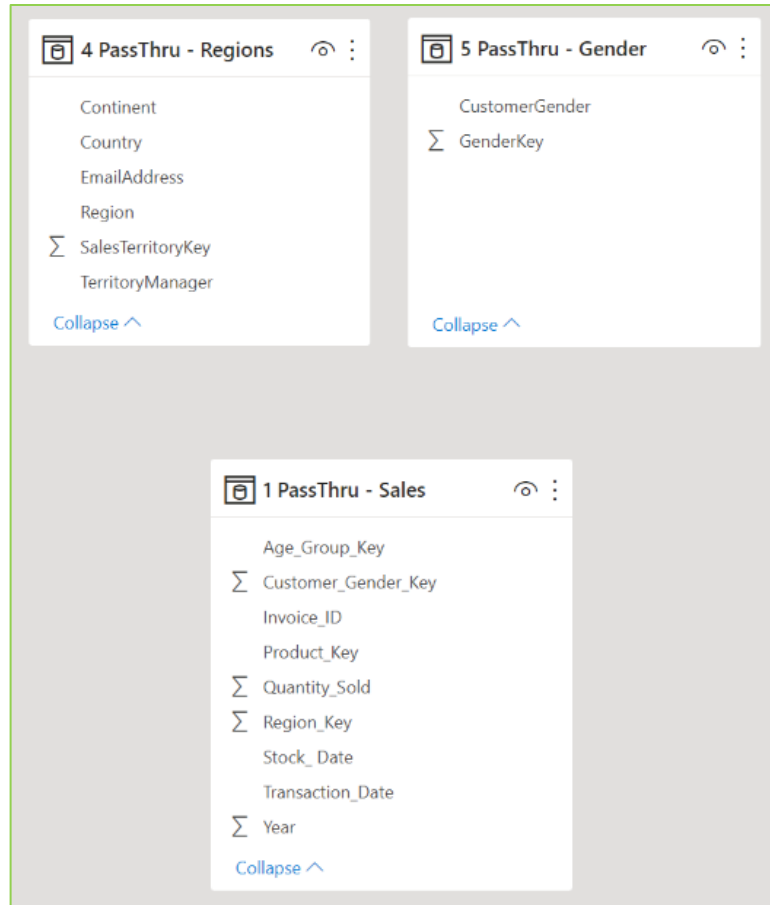 4 PassThru - Regions
Continent
Country
EmailAddress
Region
∑ SalesTerritoryKey
TerritoryManager
Collapse
5 PassThru - Gender
CustomerGender
∑ GenderKey
Collapse
1 PassThru - Sales
Age_Group_Key
∑ Customer_Gender_Key
Invoice_ID
Product_Key
∑ Quantity_Sold
∑ Region_Key
Stock_ Date
Transaction_Date
∑ Year
Collapse